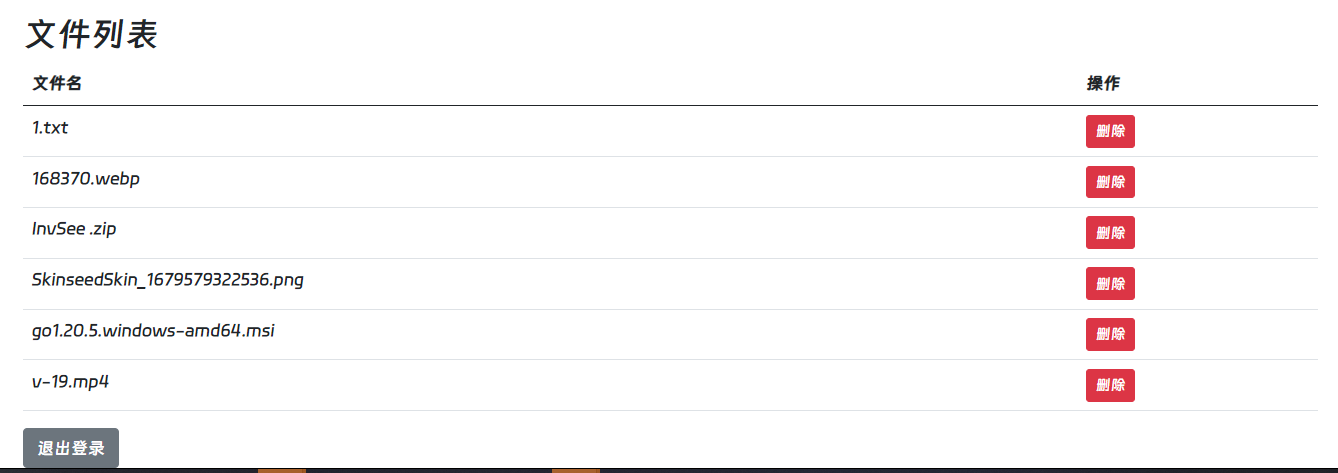 文件列表
文件名 操作
1.txt 删除
168370.webp 删除
InvSee .zip 删除
SkinseedSkin_1679579322536.png 删除
go1.20.5.windows-amd64.msi 删除
v-19.mp4 删除
退出登录